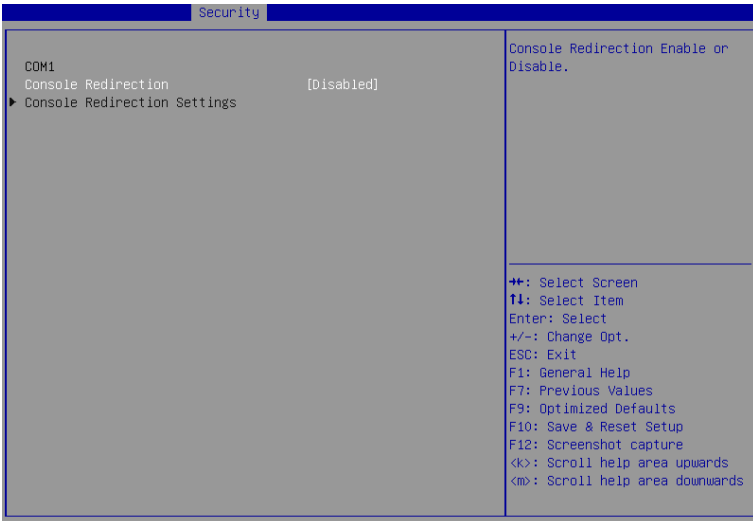 Security
COM1
Console Redirection [Disabled]
Console Redirection Settings
Console Redirection Enable or
Disable.
→←: Select Screen
↑↓: Select Item
Enter: Select
+/-: Change Opt.
ESC: Exit
F1: General Help
F7: Previous Values
F9: Optimized Defaults
F10: Save & Reset Setup
F12: Screenshot capture
<k>: Scroll help area upwards
<m>: Scroll help area downwards